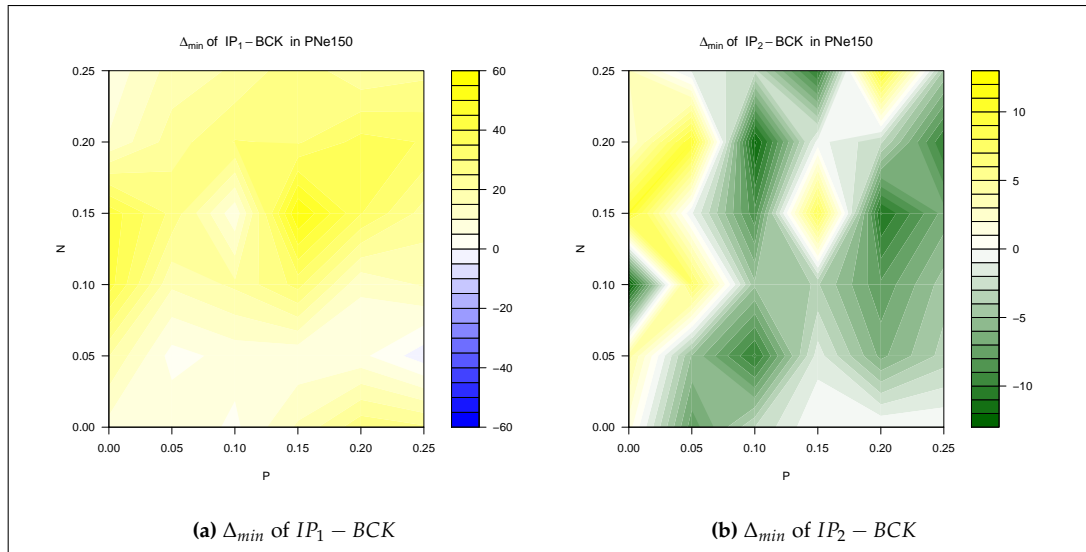 Δmin of IP1 − BCK in PNe150
0.25
0.20
0.15
0.10
0.05
0.00
N
0.00 0.05 0.10 0.15 0.20 0.25
P
60
40
20
0
−20
−40
−60
(a) Δmin of IP1 − BCK
Δmin of IP2 − BCK in PNe150
0.25
0.20
0.15
0.10
0.05
0.00
N
0.00 0.05 0.10 0.15 0.20 0.25
P
10
5
0
−5
−10
(b) Δmin of IP2 − BCK